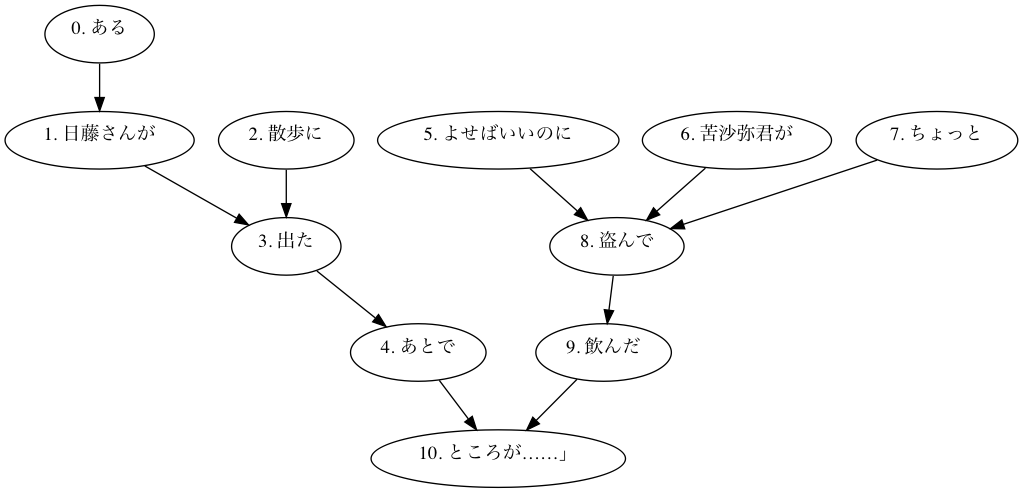 0. ある
1. 日藤さんが
2. 散歩に
5. よせばいいのに
6. 苦沙弥君が
7. ちょっと
3. 出た
8. 盗んで
4. あとで
9. 飲んだ
10. ところが……」